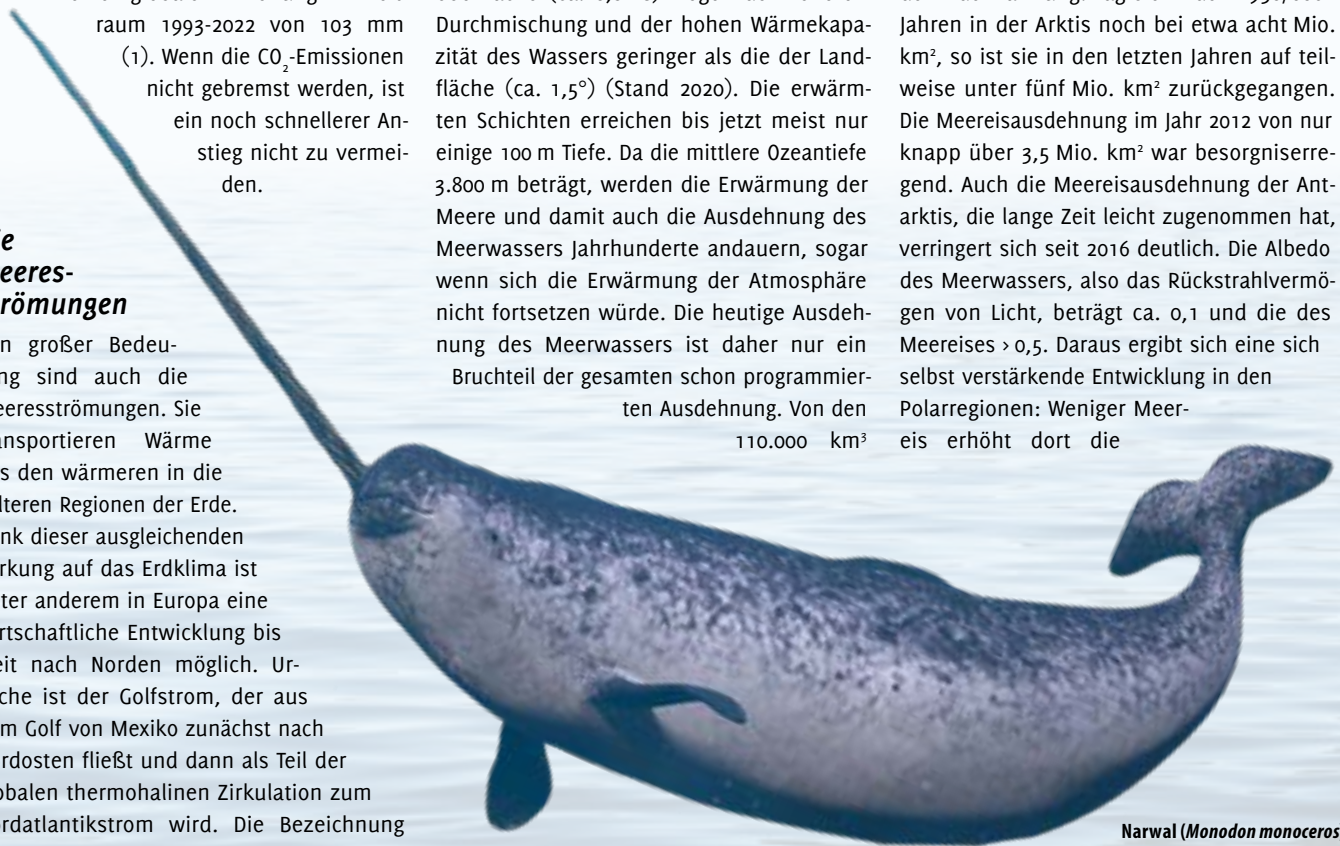 raum 1993-2022 von 103 mm
(1). Wenn die CO₂-Emissionen
nicht gebremst werden, ist
ein noch schnellerer An-
stieg nicht zu vermei-
den.
e
eeres-
römungen
n großer Bedeu-
ng sind auch die
eeresströmungen. Sie
ansportieren Wärme
s den wärmeren in die
lteren Regionen der Erde.
nk dieser ausgleichenden
rkung auf das Erdklima ist
ter anderem in Europa eine
rtschaftliche Entwicklung bis
eit nach Norden möglich. Ur-
che ist der Golfstrom, der aus
m Golf von Mexiko zunächst nach
rdosten fließt und dann als Teil der
obalen thermohalinen Zirkulation zum
rdatlantikstrom wird. Die Bezeichnung
Durchmischung und der hohen Wärmekapa-
zität des Wassers geringer als die der Land-
fläche (ca. 1,5°) (Stand 2020). Die erwärm-
ten Schichten erreichen bis jetzt meist nur
einige 100 m Tiefe. Da die mittlere Ozeantiefe
3.800 m beträgt, werden die Erwärmung der
Meere und damit auch die Ausdehnung des
Meerwassers Jahrhunderte andauern, sogar
wenn sich die Erwärmung der Atmosphäre
nicht fortsetzen würde. Die heutige Ausdeh-
nung des Meerwassers ist daher nur ein
Bruchteil der gesamten schon programmier-
ten Ausdehnung. Von den
110.000 km³
Jahren in der Arktis noch bei etwa acht Mio.
km², so ist sie in den letzten Jahren auf teil-
weise unter fünf Mio. km² zurückgegangen.
Die Meereisausdehnung im Jahr 2012 von nur
knapp über 3,5 Mio. km² war besorgniserre-
gend. Auch die Meereisausdehnung der Ant-
arktis, die lange Zeit leicht zugenommen hat,
verringert sich seit 2016 deutlich. Die Albedo
des Meerwassers, also das Rückstrahlvermö-
gen von Licht, beträgt ca. 0,1 und die des
Meereises > 0,5. Daraus ergibt sich eine sich
selbst verstärkende Entwicklung in den
Polarregionen: Weniger Meer-
eis erhöht dort die
Narwal (Monodon monoceros